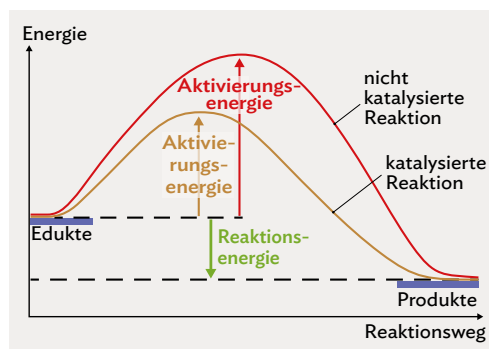 Energie
Aktivierungs-
energie
nicht
katalysierte
Reaktion
Aktivie-
rungs-
energie
katalysierte
Reaktion
Edukte
Reaktions-
energie
Produkte
Reaktionsweg